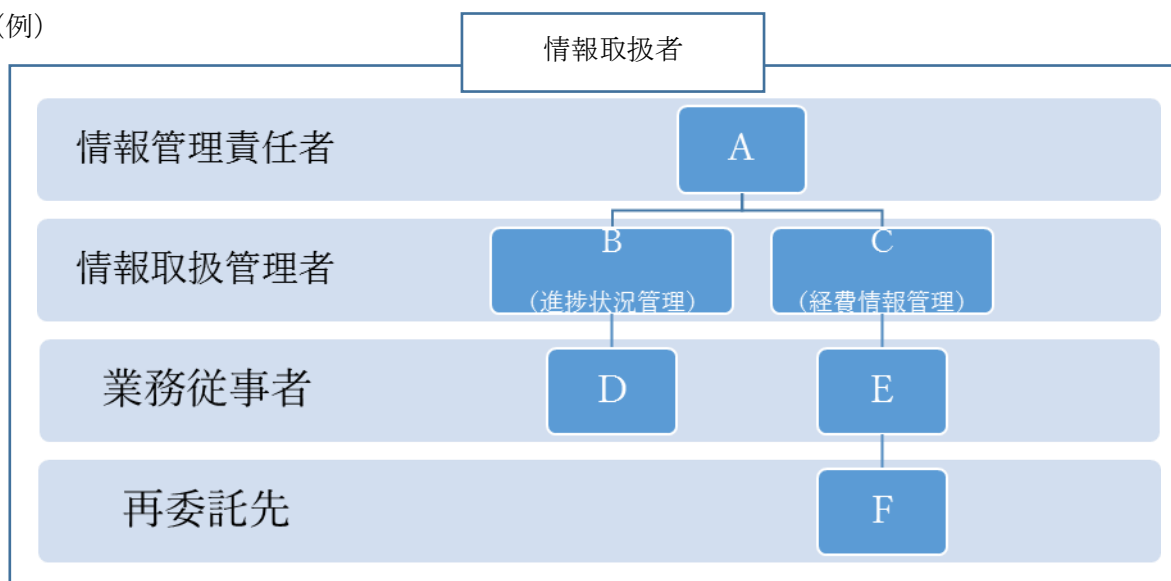 （例）
情報取扱者
情報管理責任者
A
情報取扱管理者
B
（進捗状況管理）
C
（経費情報管理）
業務従事者
D
E
再委託先
F